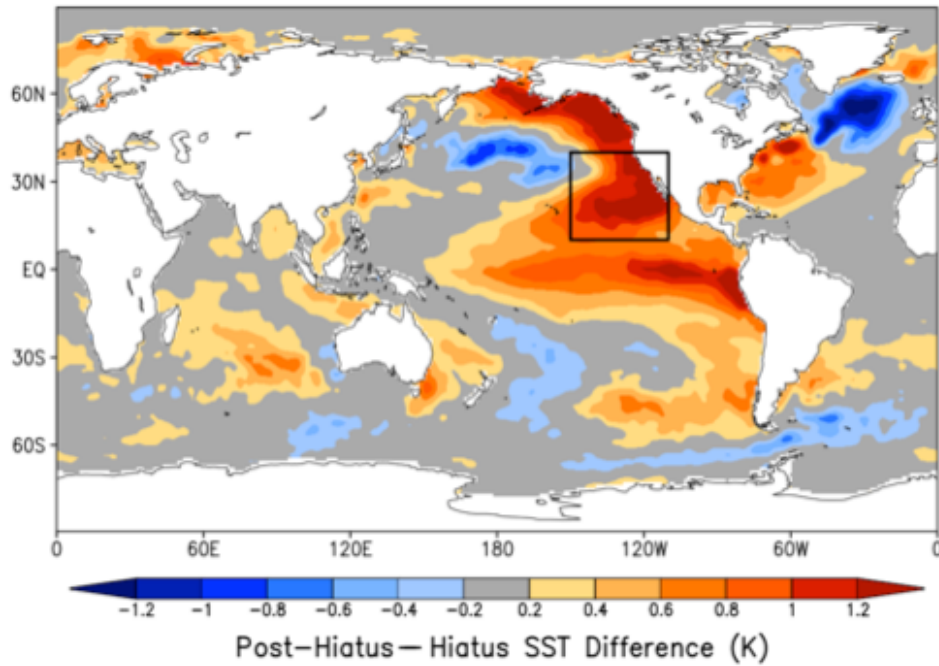 60N
30N
EQ
30S
60S
0 60E 120E 180 120W 60W 0
-1.2 -1 -0.8 -0.6 -0.4 -0.2 0.2 0.4 0.6 0.8 1 1.2
Post-Hiatus—Hiatus SST Difference (K)